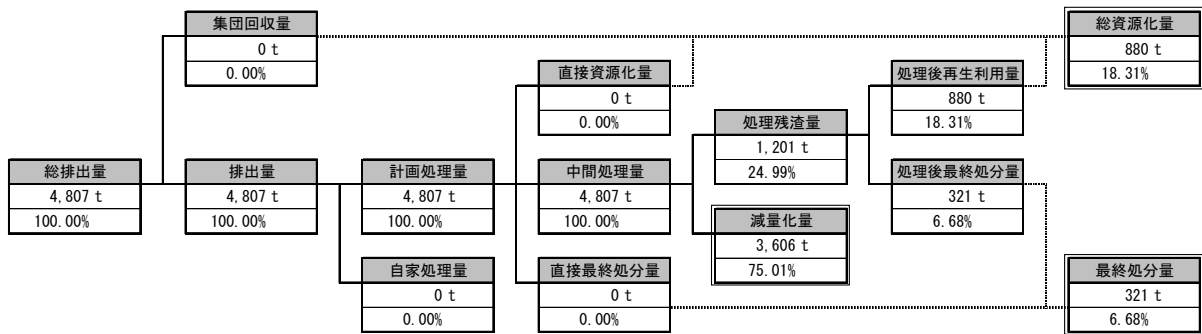 集団回収量
0 t
0.00%
総資源化量
880 t
18.31%
直接資源化量
0 t
0.00%
処理後再生利用量
880 t
18.31%
処理残渣量
1,201 t
24.99%
総排出量
4,807 t
100.00%
排出量
4,807 t
100.00%
計画処理量
4,807 t
100.00%
中間処理量
4,807 t
100.00%
処理後最終処分量
321 t
6.68%
減量化量
3,606 t
75.01%
自家処理量
0 t
0.00%
直接最終処分量
0 t
0.00%
最終処分量
321 t
6.68%